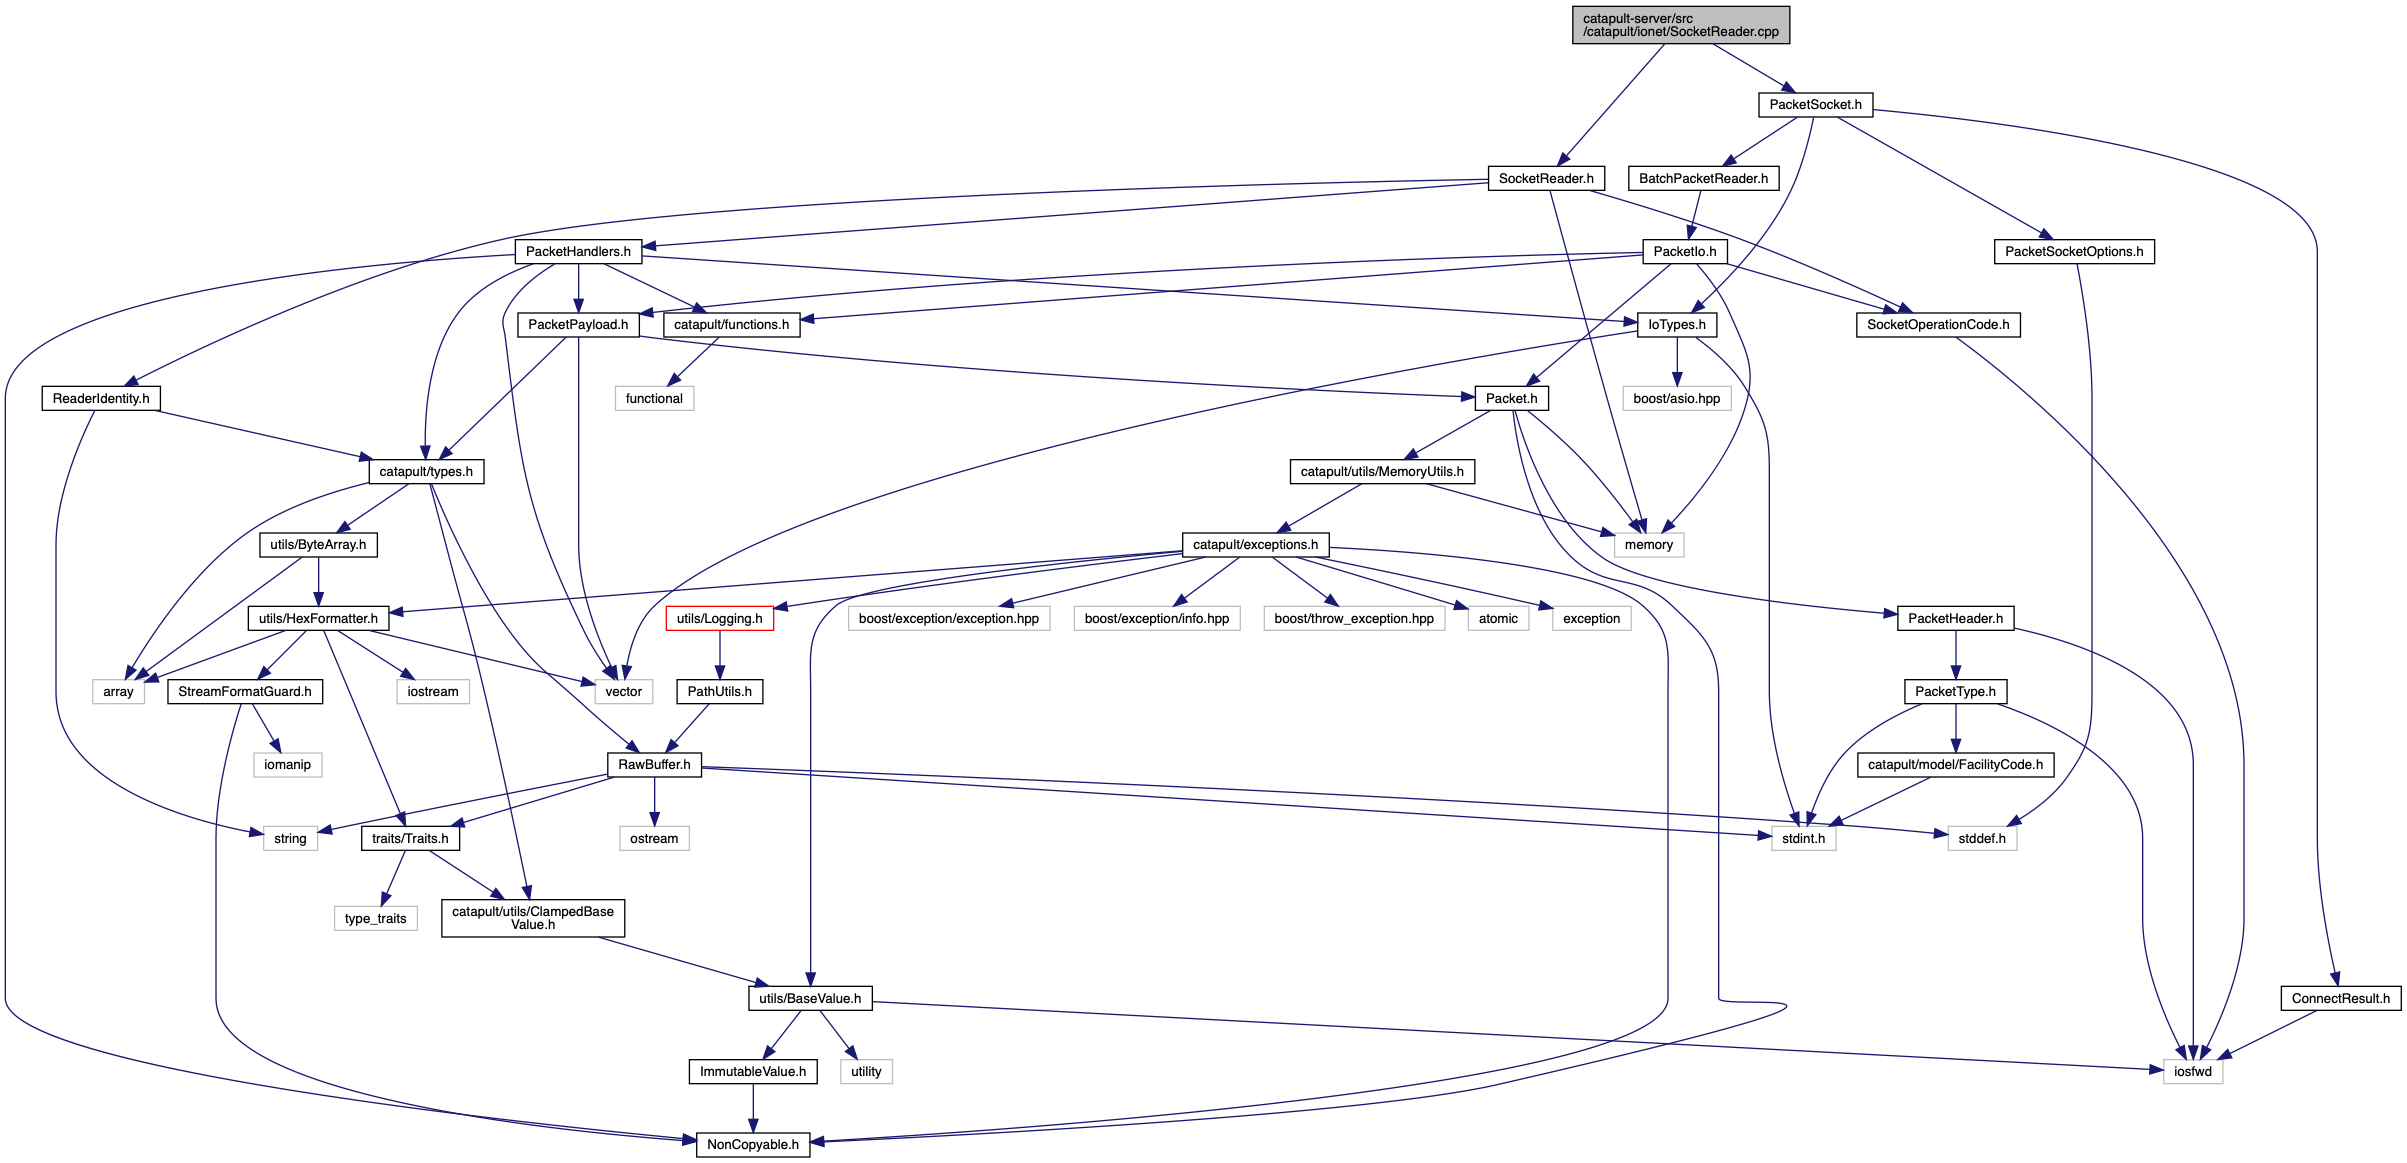 catapult-server/src
/catapult/ionet/SocketReader.cpp
PacketSocket.h
SocketReader.h
BatchPacketReader.h
PacketHandlers.h
PacketIo.h
PacketSocketOptions.h
PacketPayload.h
catapult/functions.h
IoTypes.h
SocketOperationCode.h
ReaderIdentity.h
functional
Packet.h
boost/asio.hpp
catapult/types.h
catapult/utils/MemoryUtils.h
utils/ByteArray.h
catapult/exceptions.h
memory
utils/HexFormatter.h
utils/Logging.h
boost/exception/exception.hpp
boost/exception/info.hpp
boost/throw_exception.hpp
atomic
exception
PacketHeader.h
array
StreamFormatGuard.h
iostream
vector
PathUtils.h
PacketType.h
iomanip
RawBuffer.h
catapult/model/FacilityCode.h
string
traits/Traits.h
ostream
stdint.h
stddef.h
type_traits
catapult/utils/ClampedBase
Value.h
utils/BaseValue.h
ConnectResult.h
ImmutableValue.h
utility
iosfwd
NonCopyable.h